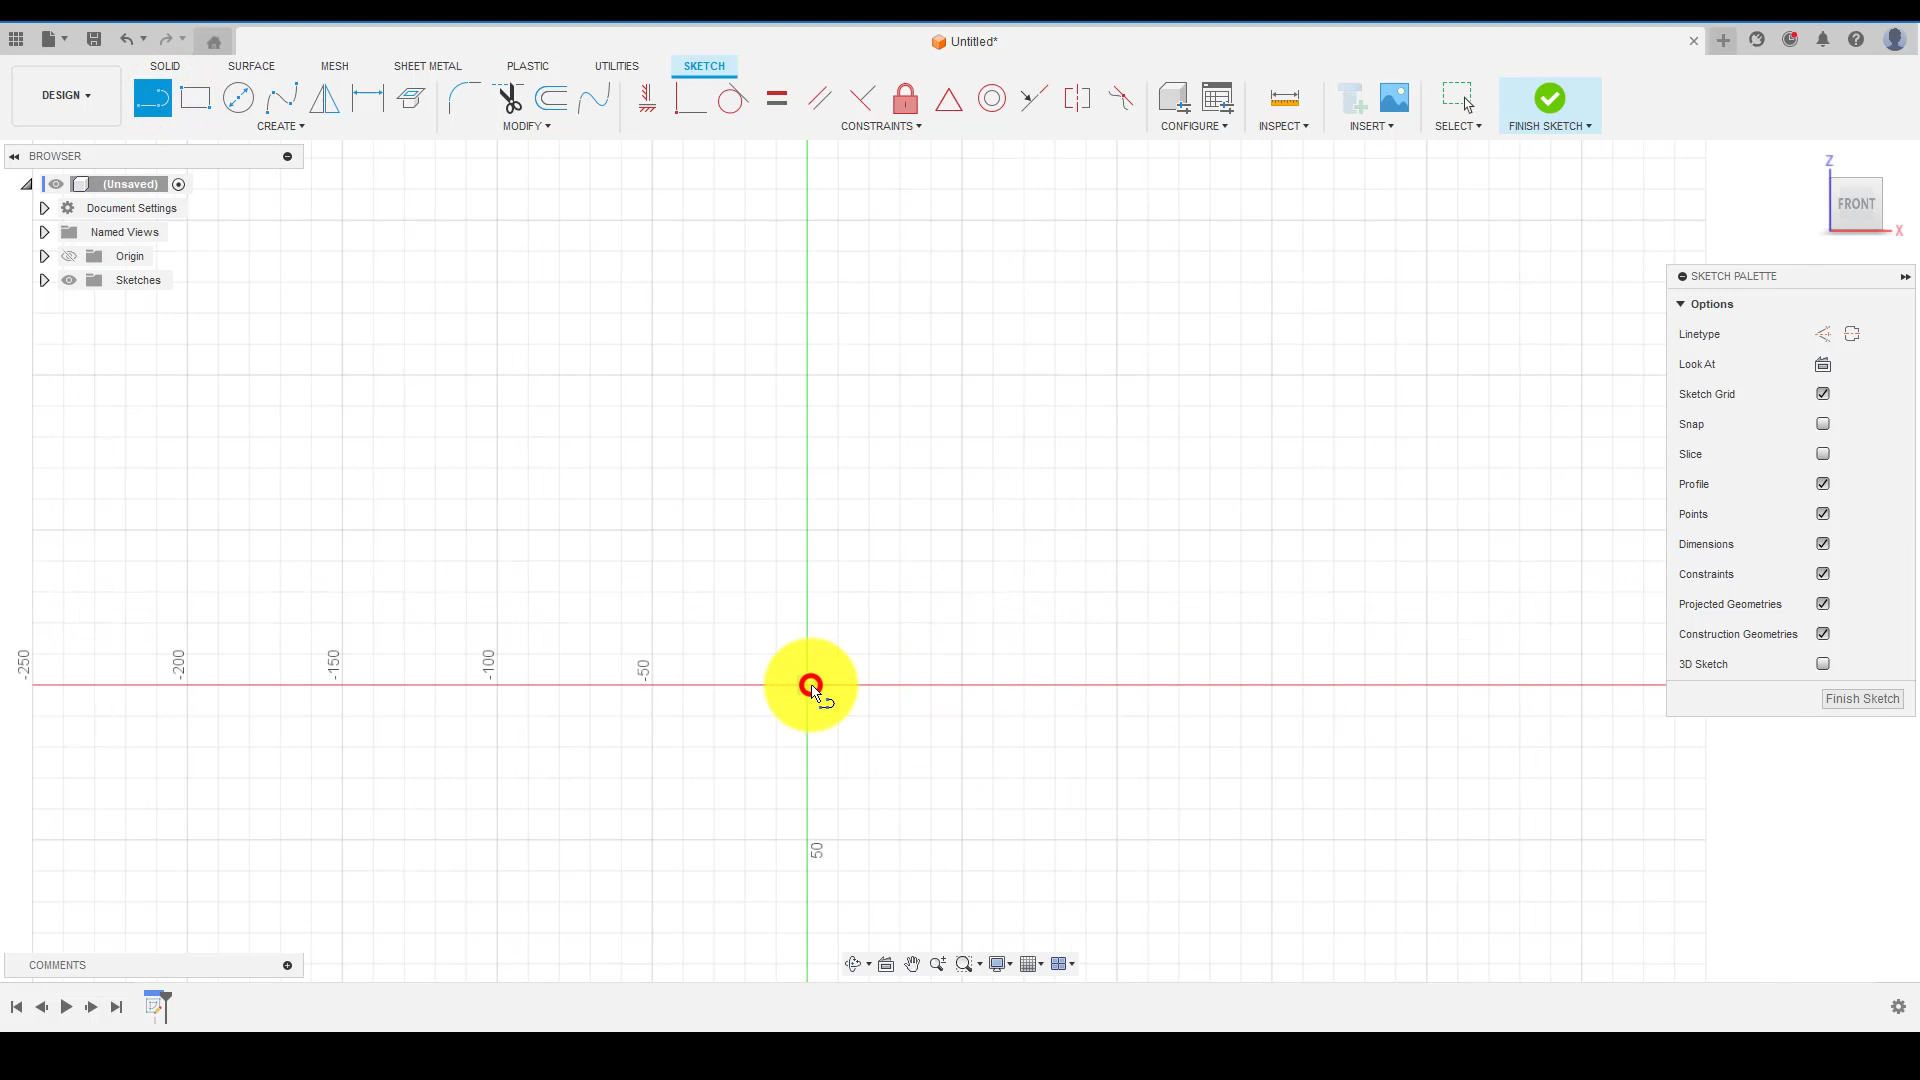 Untitled*
SOLID SURFACE MESH SHEET METAL PLASTIC UTILITIES SKETCH
DESIGN
CREATE MODIFY CONSTRAINTS CONFIGURE INSPECT INSERT SELECT FINISH SKETCH
BROWSER
(Unsaved)
Document Settings
Named Views
Origin
Sketches
Z
FRONT
X
SKETCH PALETTE
Options
Linetype
Look At
Sketch Grid
Snap
Slice
Profile
Points
Dimensions
Constraints
Projected Geometries
Construction Geometries
3D Sketch
Finish Sketch
-250
-200
-150
-100
-50
50
COMMENTS